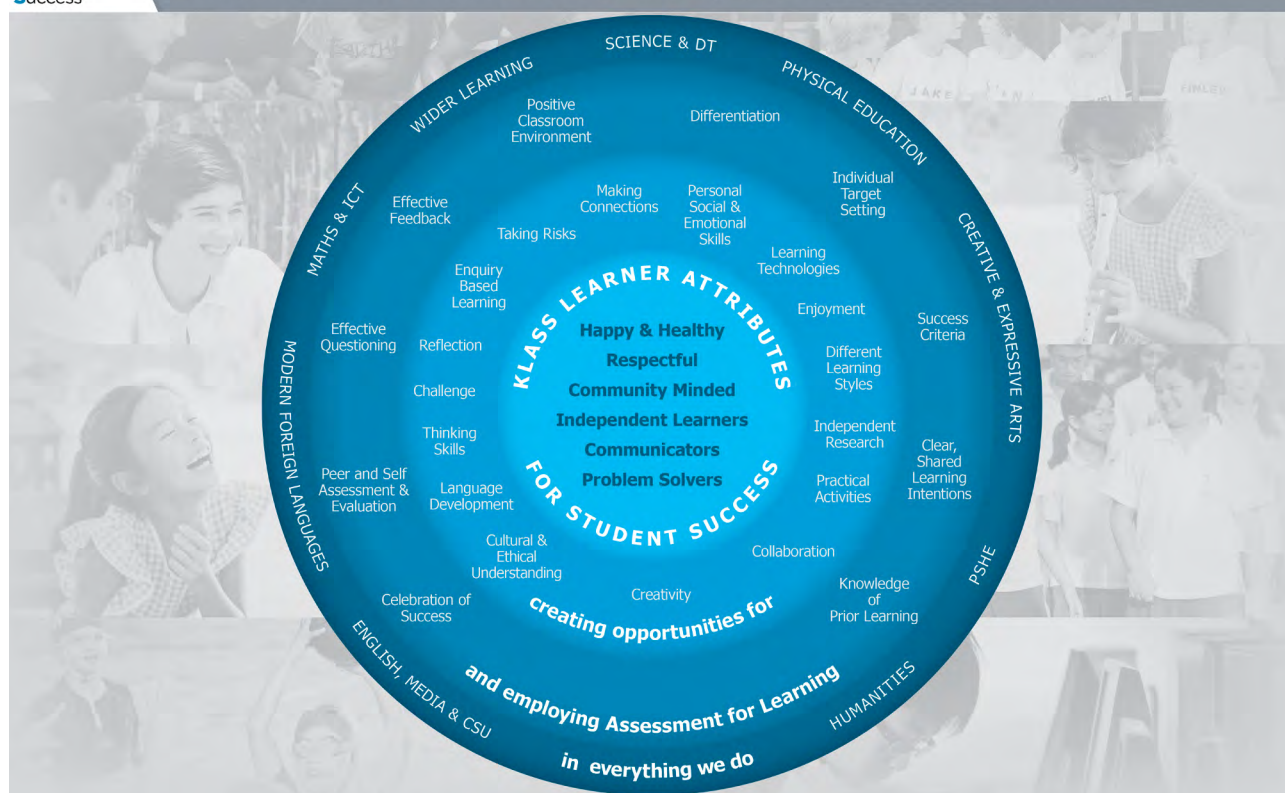 Success
SCIENCE & DT
PHYSICAL EDUCATION
CREATIVE & EXPRESSIVE ARTS
PSHE
HUMANITIES
in everything we do
ENGLISH, MEDIA & CSU
MODERN FOREIGN LANGUAGES
MATHS & ICT
WIDER LEARNING
Positive
Classroom
Environment
Differentiation
Individual
Target
Setting
Success
Criteria
Clear,
Shared
Learning
Intentions
Knowledge
of
Prior Learning
and employing Assessment for Learning
Celebration of
Success
Peer and Self
Assessment &
Evaluation
Effective
Questioning
Effective
Feedback
Making
Connections
Personal
Social &
Emotional
Skills
Learning
Technologies
Enjoyment
Different
Learning
Styles
Independent
Research
Practical
Activities
Collaboration
Creativity
creating opportunities for
Cultural &
Ethical
Understanding
Language
Development
Thinking
Skills
Challenge
Reflection
Enquiry
Based
Learning
Taking Risks
KLASS LEARNER ATTRIBUTES
Happy & Healthy
Respectful
Community Minded
Independent Learners
Communicators
Problem Solvers
FOR STUDENT SUCCESS
JAKE
FINLEY